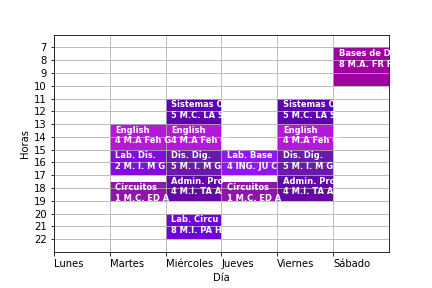 7
Bases de D
8
8 M.A. FR F
9
10
11
Sistemas O
Sistemas O
12
5 M.C. LA S
5 M.C. LA S
13
English
English
English
14
4 M.A Feh G
4 M.A Feh G
4 M.A Feh
15
Lab. Dis.
Dis. Dig.
Lab. Base
Dis. Dig.
16
2 M. I. M G
5 M. I. M G
4 ING. JU C
5 M. I. M G
17
Admin. Pro
Admin. Pro
18
Circuitos
4 M.I. TA A
Circuitos
4 M.I. TA A
19
1 M.C. ED A
1 M.C. ED A
20
Lab. Circu
21
8 M.I. PA H
22
Horas
Lunes
Martes
Miércoles
Jueves
Viernes
Sábado
Día